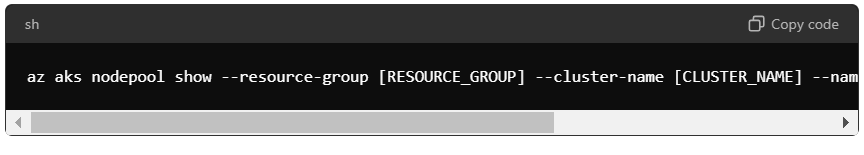 sh
Copy code
az aks nodepool show --resource-group [RESOURCE_GROUP] --cluster-name [CLUSTER_NAME] --nam